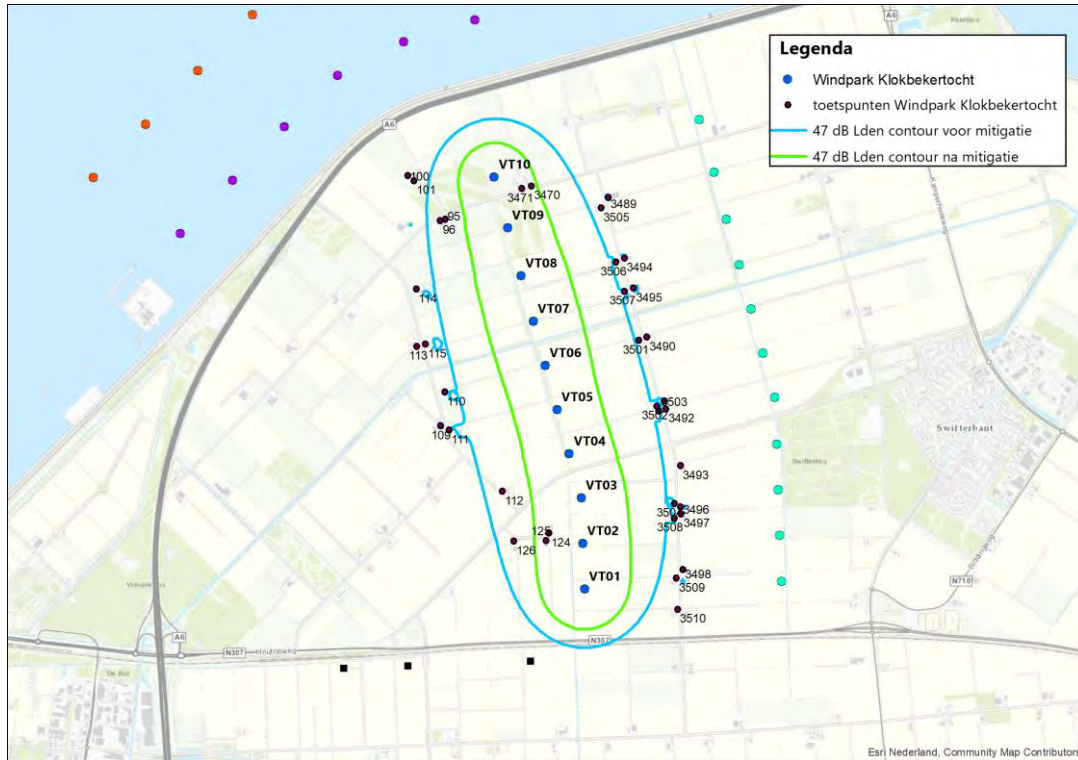 A6
A6
Legenda
Windpark Klokbekertocht
toetspunten Windpark Klokbekertocht
47 dB Lden contour voor mitigatie
47 dB Lden contour na mitigatie
VT10
100
101
3470
3471
3489
3505
95
96
VT09
3494
3506
VT08
114
3495
3507
VT07
3490
3501
113
115
VT06
110
VT05
503
3502
3492
109
111
Swifterbant
VT04
3493
112
VT03
3496
3497
3508
125
124
VT02
126
3498
3509
VT01
N710
3510
A6
N307
N307
Esri Nederland, Community Map Contributors